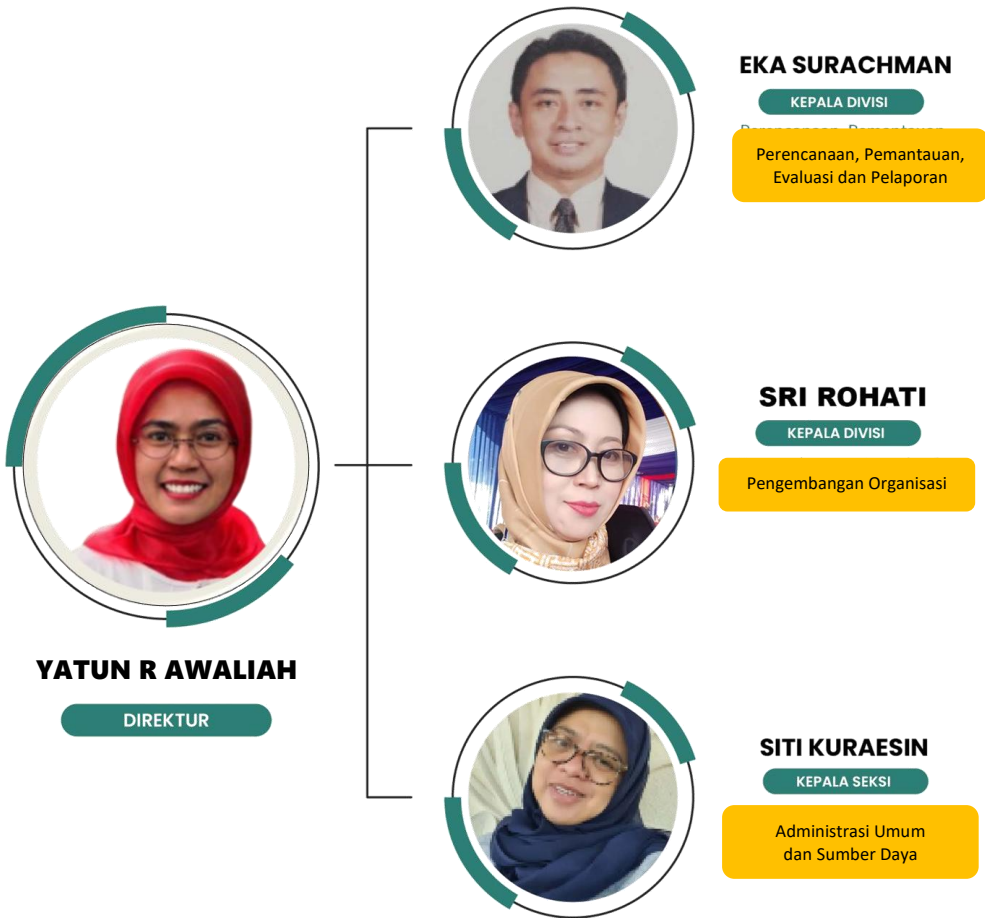 EKA SURACHMAN
KEPALA DIVISI
Perencanaan, Pemantauan,
Evaluasi dan Pelaporan
SRI ROHATI
KEPALA DIVISI
Pengembangan Organisasi
YATUN R AWALIAH
DIREKTUR
SITI KURAESIN
KEPALA SEKSI
Administrasi Umum
dan Sumber Daya